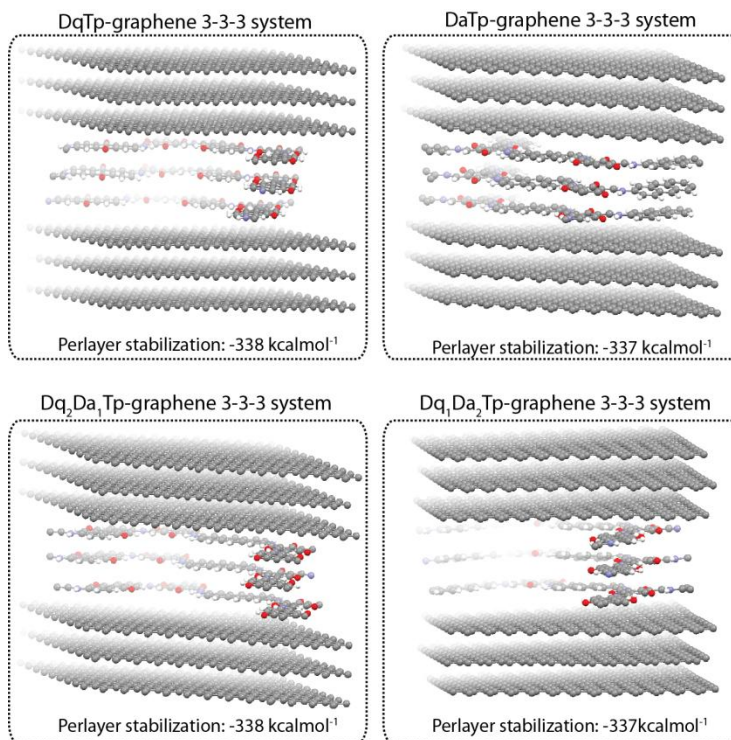 DqTp-graphene 3-3-3 system
Perlayer stabilization: -338 kcalmol⁻¹
DaTp-graphene 3-3-3 system
Perlayer stabilization: -337 kcalmol⁻¹
Dq₂Da₁Tp-graphene 3-3-3 system
Perlayer stabilization: -338 kcalmol⁻¹
Dq₁Da₂Tp-graphene 3-3-3 system
Perlayer stabilization: -337kcalmol⁻¹